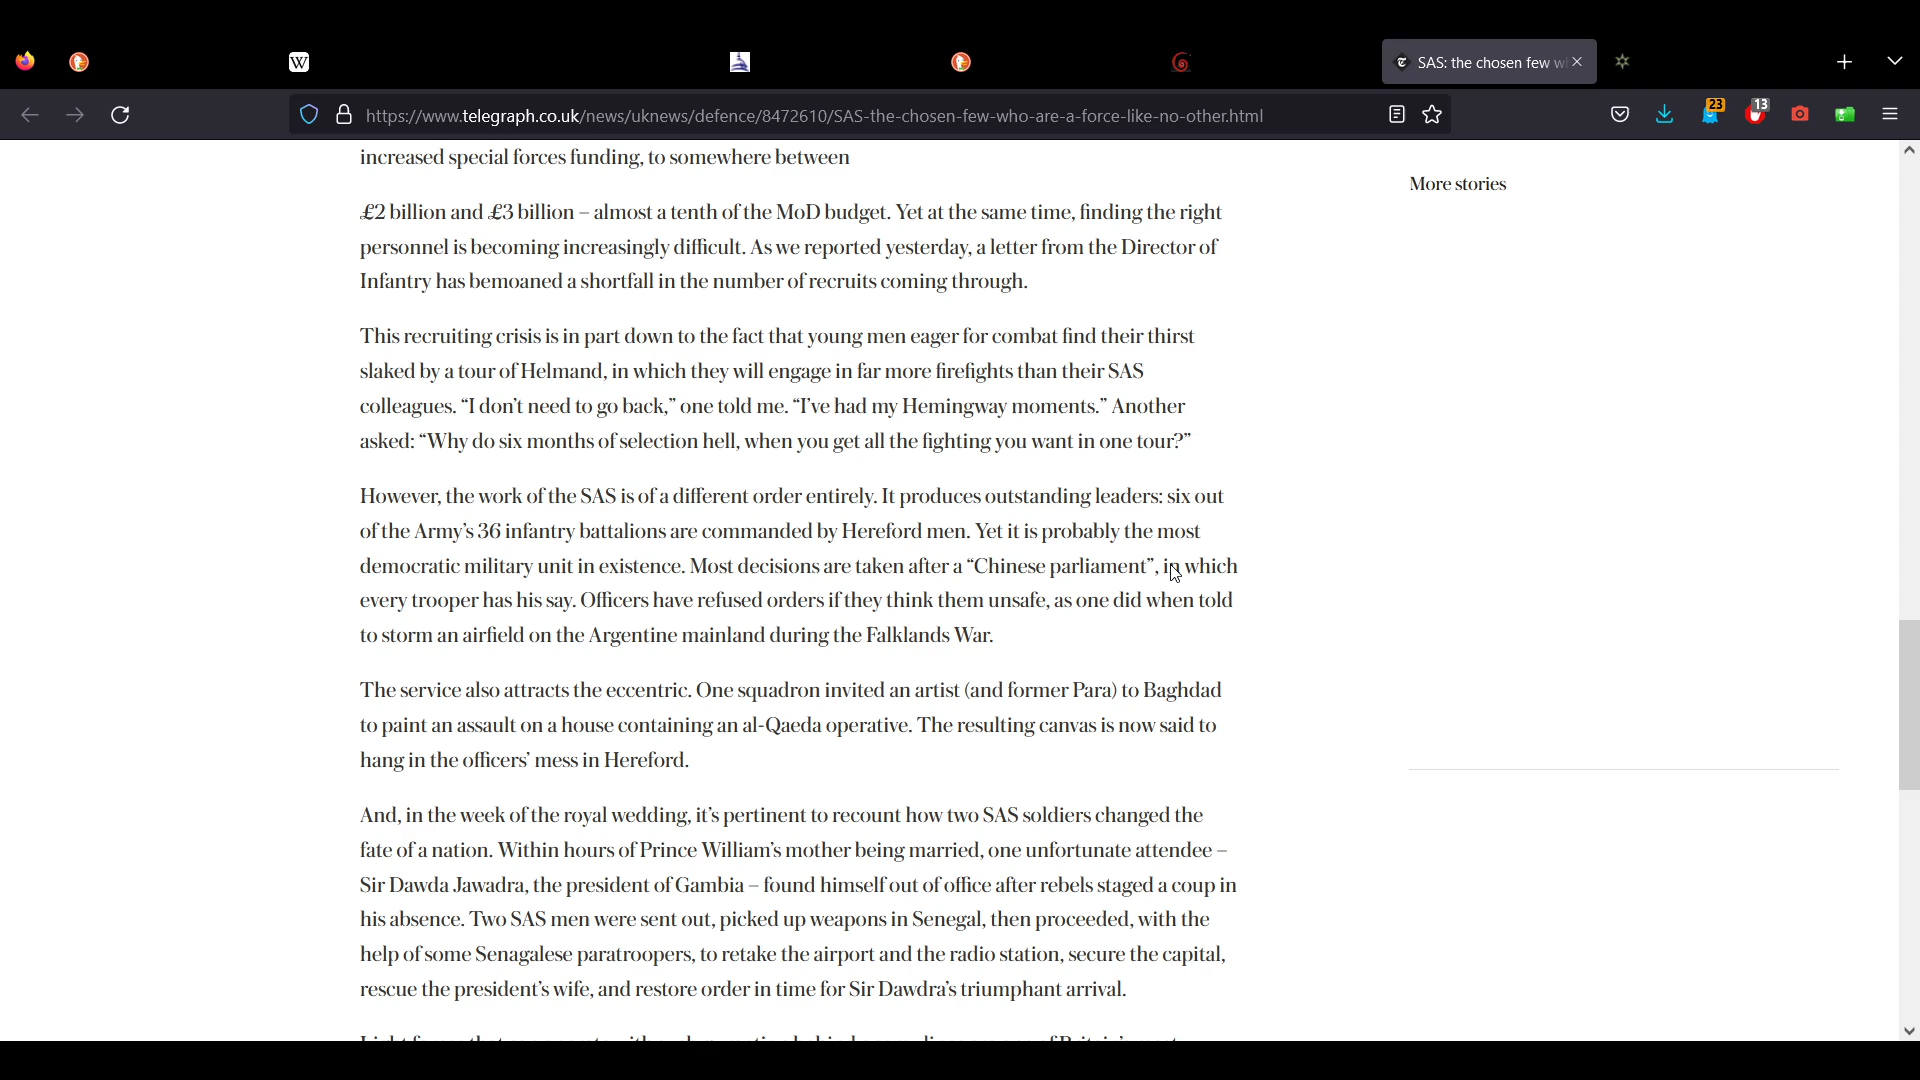 W
SAS: the chosen few w
https://www.telegraph.co.uk/news/uknews/defence/8472610/SAS-the-chosen-few-who-are-a-force-like-no-other.html
23
13
increased special forces funding, to somewhere between
£2 billion and £3 billion – almost a tenth of the MoD budget. Yet at the same time, finding the right
personnel is becoming increasingly difficult. As we reported yesterday, a letter from the Director of
Infantry has bemoaned a shortfall in the number of recruits coming through.
This recruiting crisis is in part down to the fact that young men eager for combat find their thirst
slaked by a tour of Helmand, in which they will engage in far more firefights than their SAS
colleagues. “I don’t need to go back,” one told me. “I’ve had my Hemingway moments.” Another
asked: “Why do six months of selection hell, when you get all the fighting you want in one tour?”
However, the work of the SAS is of a different order entirely. It produces outstanding leaders: six out
of the Army’s 36 infantry battalions are commanded by Hereford men. Yet it is probably the most
democratic military unit in existence. Most decisions are taken after a “Chinese parliament”, in which
every trooper has his say. Officers have refused orders if they think them unsafe, as one did when told
to storm an airfield on the Argentine mainland during the Falklands War.
The service also attracts the eccentric. One squadron invited an artist (and former Para) to Baghdad
to paint an assault on a house containing an al-Qaeda operative. The resulting canvas is now said to
hang in the officers’ mess in Hereford.
And, in the week of the royal wedding, it’s pertinent to recount how two SAS soldiers changed the
fate of a nation. Within hours of Prince William’s mother being married, one unfortunate attendee –
Sir Dawda Jawadra, the president of Gambia – found himself out of office after rebels staged a coup in
his absence. Two SAS men were sent out, picked up weapons in Senegal, then proceeded, with the
help of some Senagalese paratroopers, to retake the airport and the radio station, secure the capital,
rescue the president’s wife, and restore order in time for Sir Dawdra’s triumphant arrival.
More stories